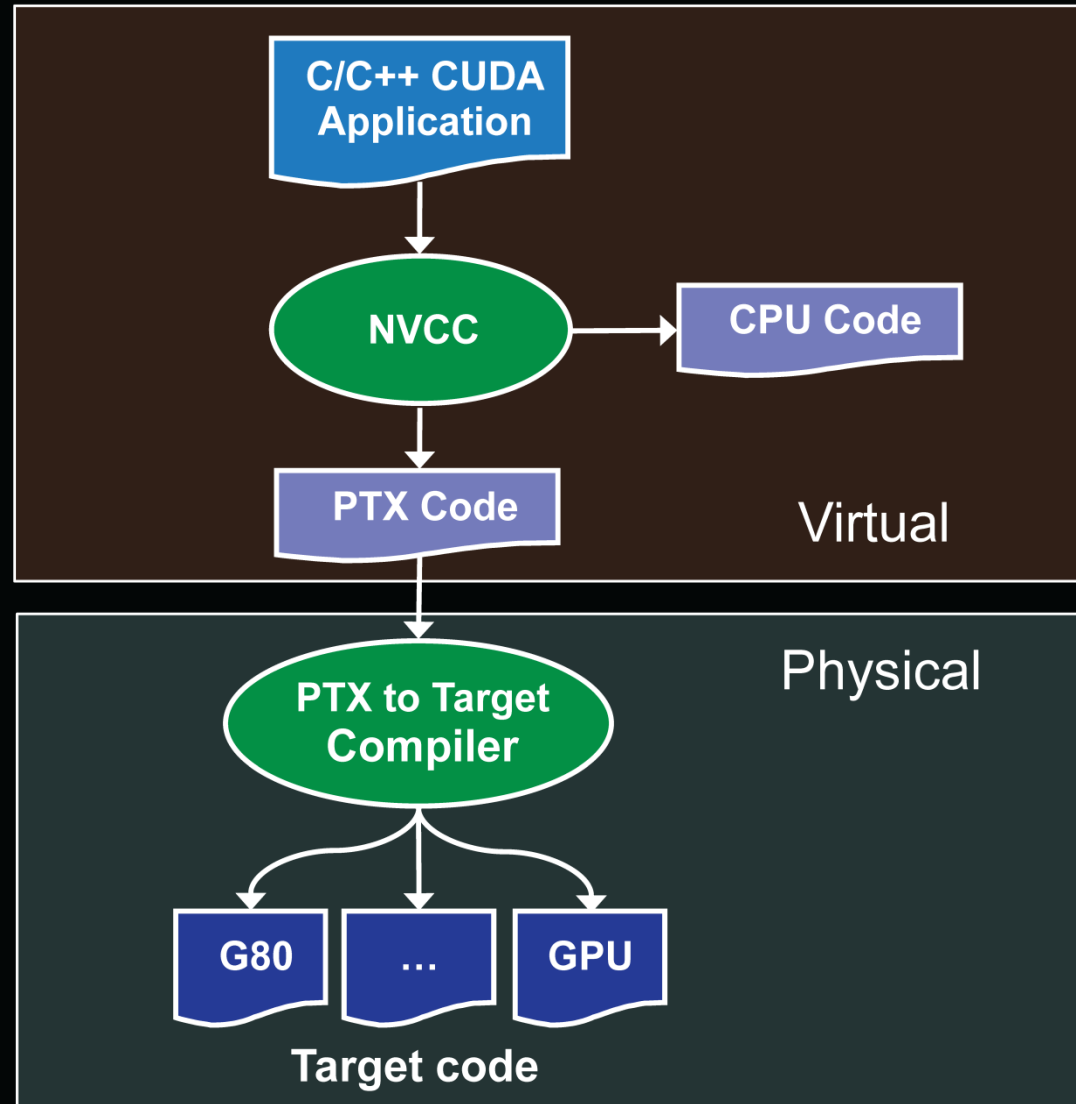 C/C++ CUDA
Application
NVCC
CPU Code
PTX Code
Virtual
Physical
PTX to Target
Compiler
G80
...
GPU
Target code